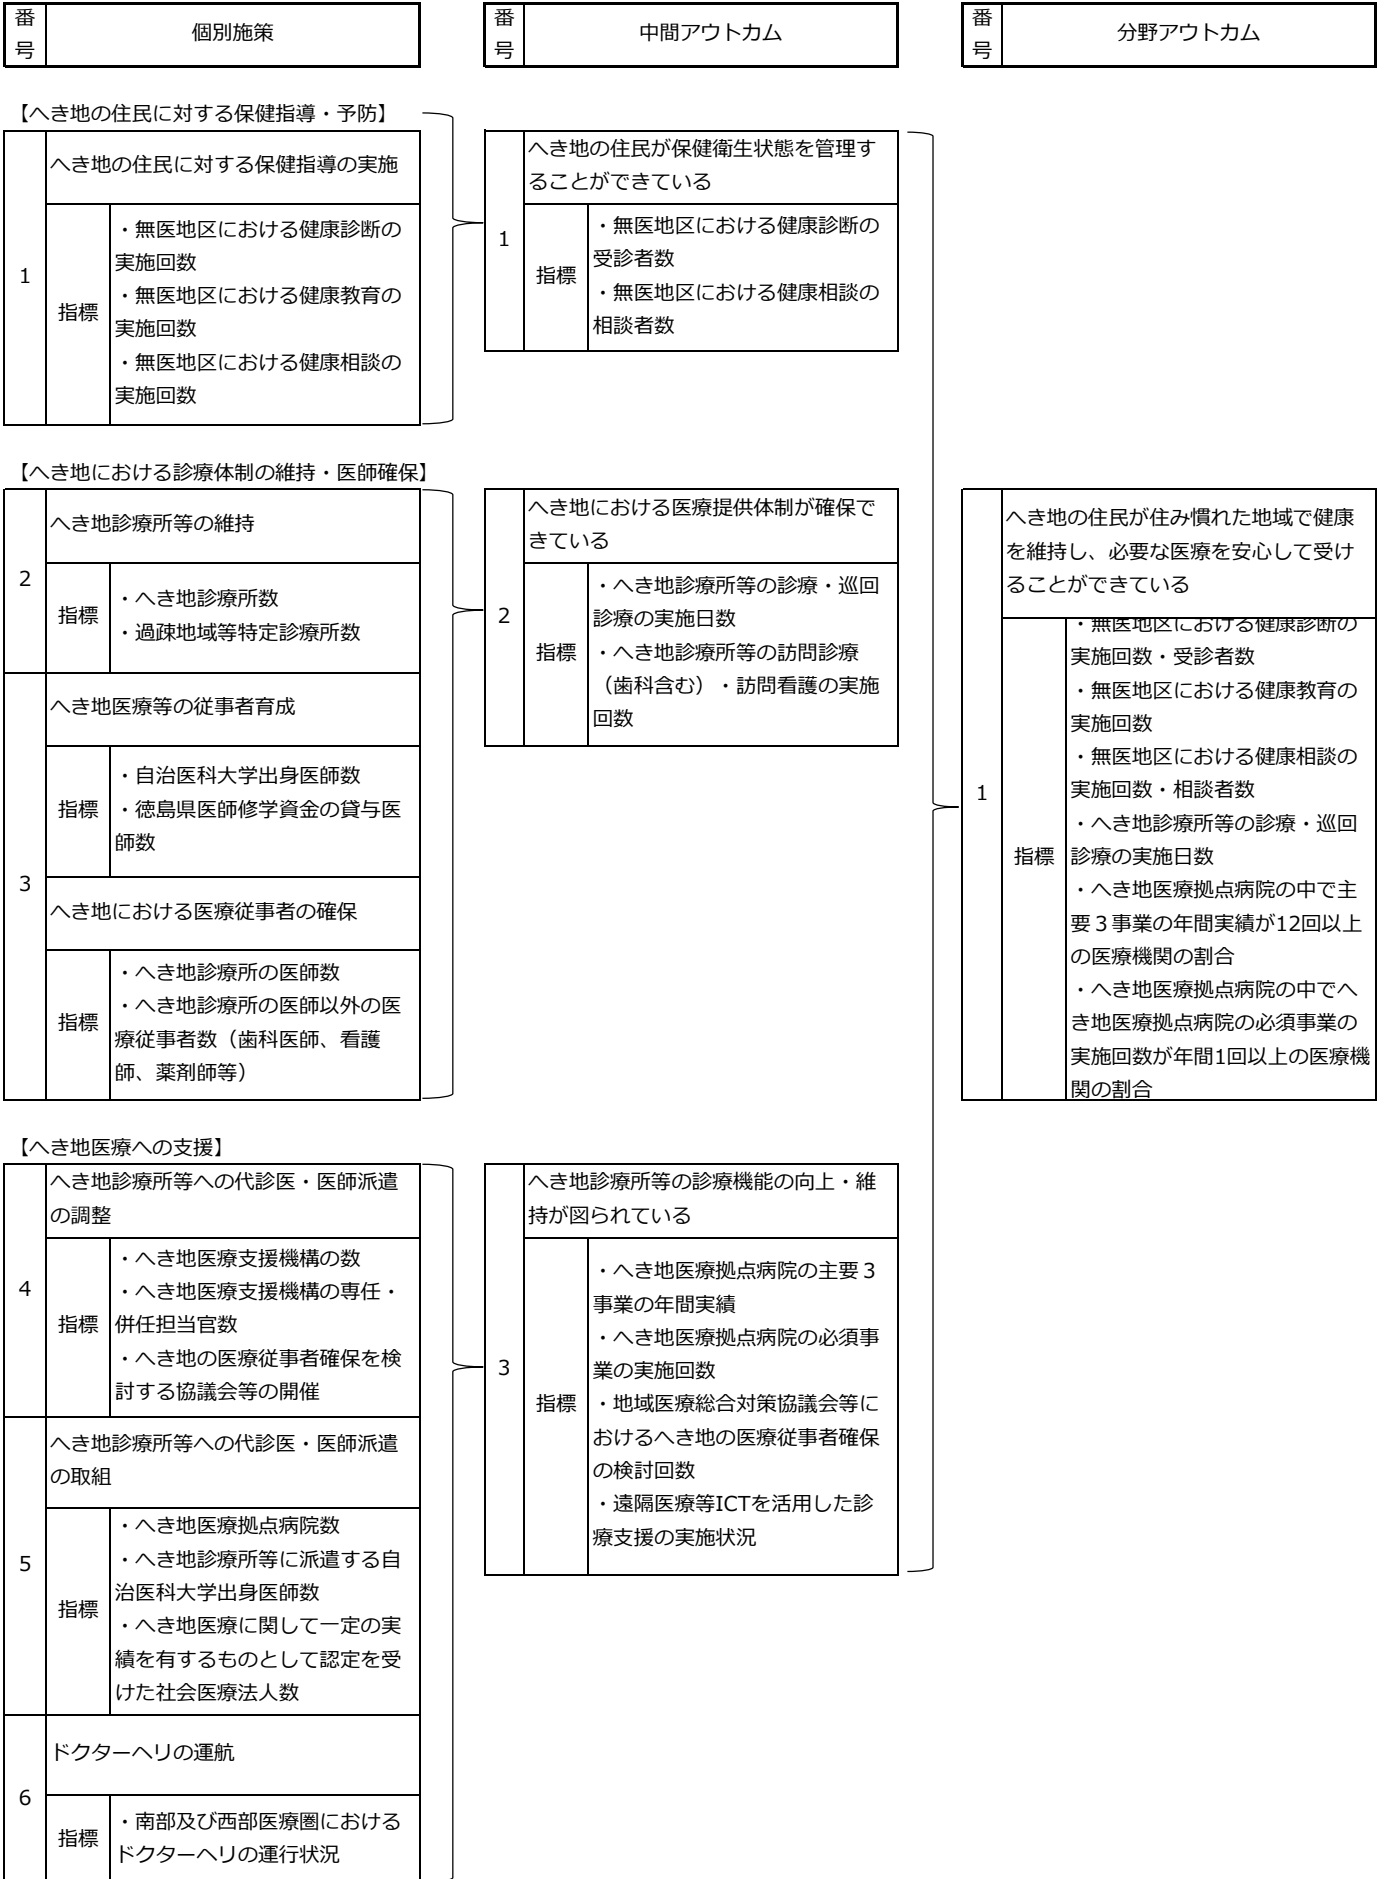 番号
個別施策
番号
中間アウトカム
番号
分野アウトカム
【へき地の住民に対する保健指導・予防】
1
へき地の住民に対する保健指導の実施
指標
・無医地区における健康診断の
実施回数
・無医地区における健康教育の
実施回数
・無医地区における健康相談の
実施回数
1
へき地の住民が保健衛生状態を管理す
ることができている
指標
・無医地区における健康診断の
受診者数
・無医地区における健康相談の
相談者数
【へき地における診療体制の維持・医師確保】
2
へき地診療所等の維持
指標
・へき地診療所数
・過疎地域等特定診療所数
3
へき地医療等の従事者育成
指標
・自治医科大学出身医師数
・徳島県医師修学資金の貸与医
師数
へき地における医療従事者の確保
指標
・へき地診療所の医師数
・へき地診療所の医師以外の医
療従事者数（歯科医師、看護
師、薬剤師等）
2
へき地における医療提供体制が確保で
きている
指標
・へき地診療所等の診療・巡回
診療の実施日数
・へき地診療所等の訪問診療
（歯科含む）・訪問看護の実施
回数
1
へき地の住民が住み慣れた地域で健康
を維持し、必要な医療を安心して受け
ることができている
指標
・無医地区における健康診断の
実施回数・受診者数
・無医地区における健康教育の
実施回数
・無医地区における健康相談の
実施回数・相談者数
・へき地診療所等の診療・巡回
診療の実施日数
・へき地医療拠点病院の中で主
要３事業の年間実績が12回以上
の医療機関の割合
・へき地医療拠点病院の中でへ
き地医療拠点病院の必須事業の
実施回数が年間1回以上の医療機
関の割合
【へき地医療への支援】
4
へき地診療所等への代診医・医師派遣
の調整
指標
・へき地医療支援機構の数
・へき地医療支援機構の専任・
併任担当官数
・へき地の医療従事者確保を検
討する協議会等の開催
5
へき地診療所等への代診医・医師派遣
の取組
指標
・へき地医療拠点病院数
・へき地診療所等に派遣する自
治医科大学出身医師数
・へき地医療に関して一定の実
績を有するものとして認定を受
けた社会医療法人数
6
ドクターヘリの運航
指標
・南部及び西部医療圏における
ドクターヘリの運行状況
3
へき地診療所等の診療機能の向上・維
持が図られている
指標
・へき地医療拠点病院の主要３
事業の年間実績
・へき地医療拠点病院の必須事
業の実施回数
・地域医療総合対策協議会等に
おけるへき地の医療従事者確保
の検討回数
・遠隔医療等ICTを活用した診
療支援の実施状況